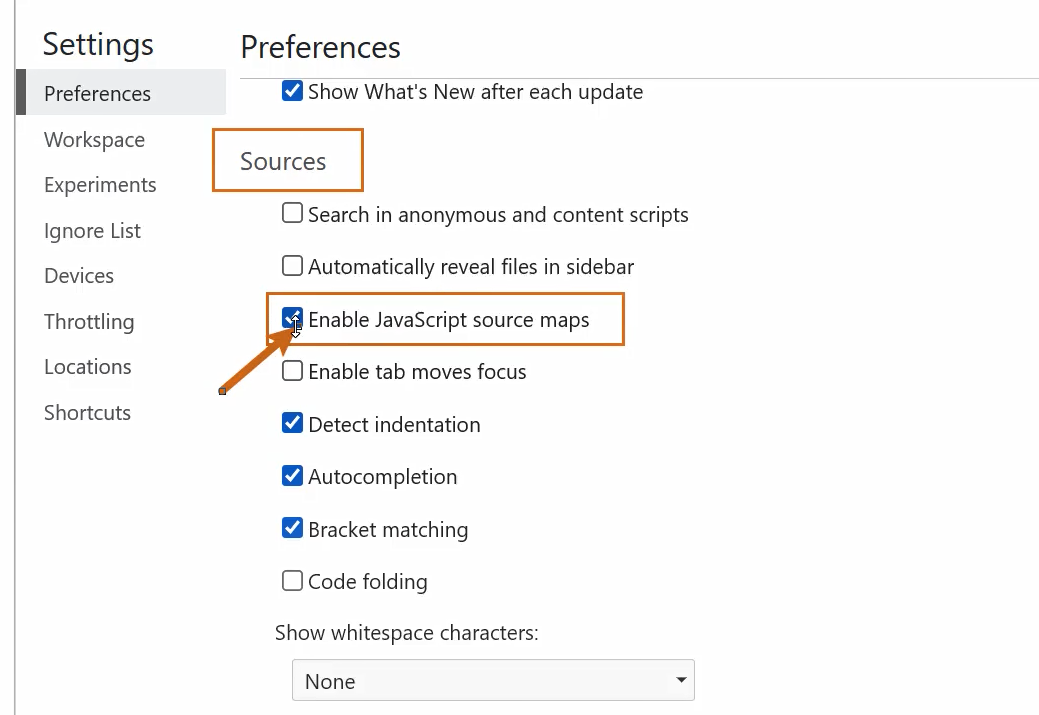 Settings
Preferences
Workspace
Experiments
Ignore List
Devices
Throttling
Locations
Shortcuts
Preferences
Show What's New after each update
Sources
Search in anonymous and content scripts
Automatically reveal files in sidebar
Enable JavaScript source maps
Enable tab moves focus
Detect indentation
Autocompletion
Bracket matching
Code folding
Show whitespace characters:
None